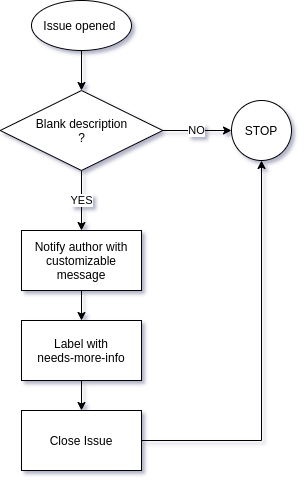 Issue opened
Blank description
?
NO
STOP
YES
Notify author with
customizable
message
Label with
needs-more-info
Close Issue